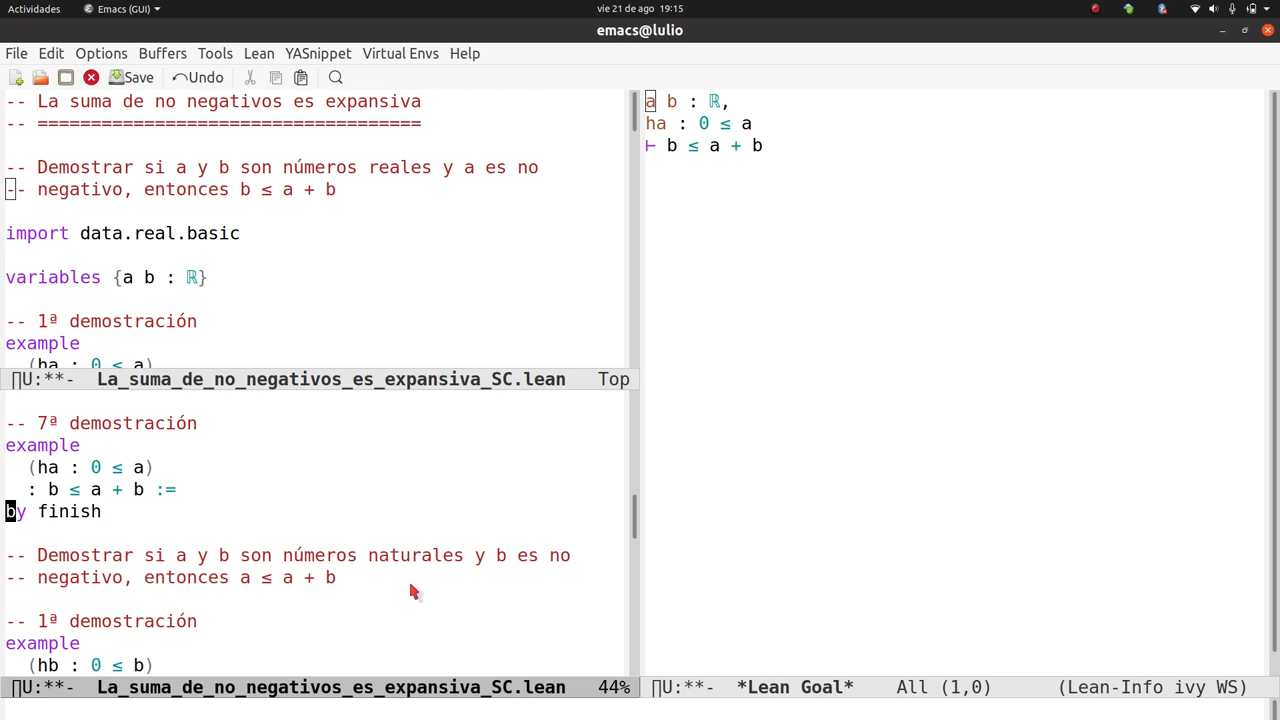 Actividades Emacs (GUI) vie 21 de ago 19:15
emacs@lulio
File Edit Options Buffers Tools Lean YASnippet Virtual Envs Help
Save Undo
-- La suma de no negativos es expansiva
-- ====================================
-- Demostrar si a y b son números reales y a es no
-- negativo, entonces b ≤ a + b
import data.real.basic
variables {a b : ℝ}
-- 1ª demostración
example
(ha : 0 ≤ a)
∏U:**- La_suma_de_no_negativos_es_expansiva_SC.lean Top
-- 7ª demostración
example
(ha : 0 ≤ a)
: b ≤ a + b :=
by finish
-- Demostrar si a y b son números naturales y b es no
-- negativo, entonces a ≤ a + b
-- 1ª demostración
example
(hb : 0 ≤ b)
∏U:**- La_suma_de_no_negativos_es_expansiva_SC.lean 44%
a b : ℝ,
ha : 0 ≤ a
⊢ b ≤ a + b
∏U:**- *Lean Goal* All (1,0) (Lean-Info ivy WS)